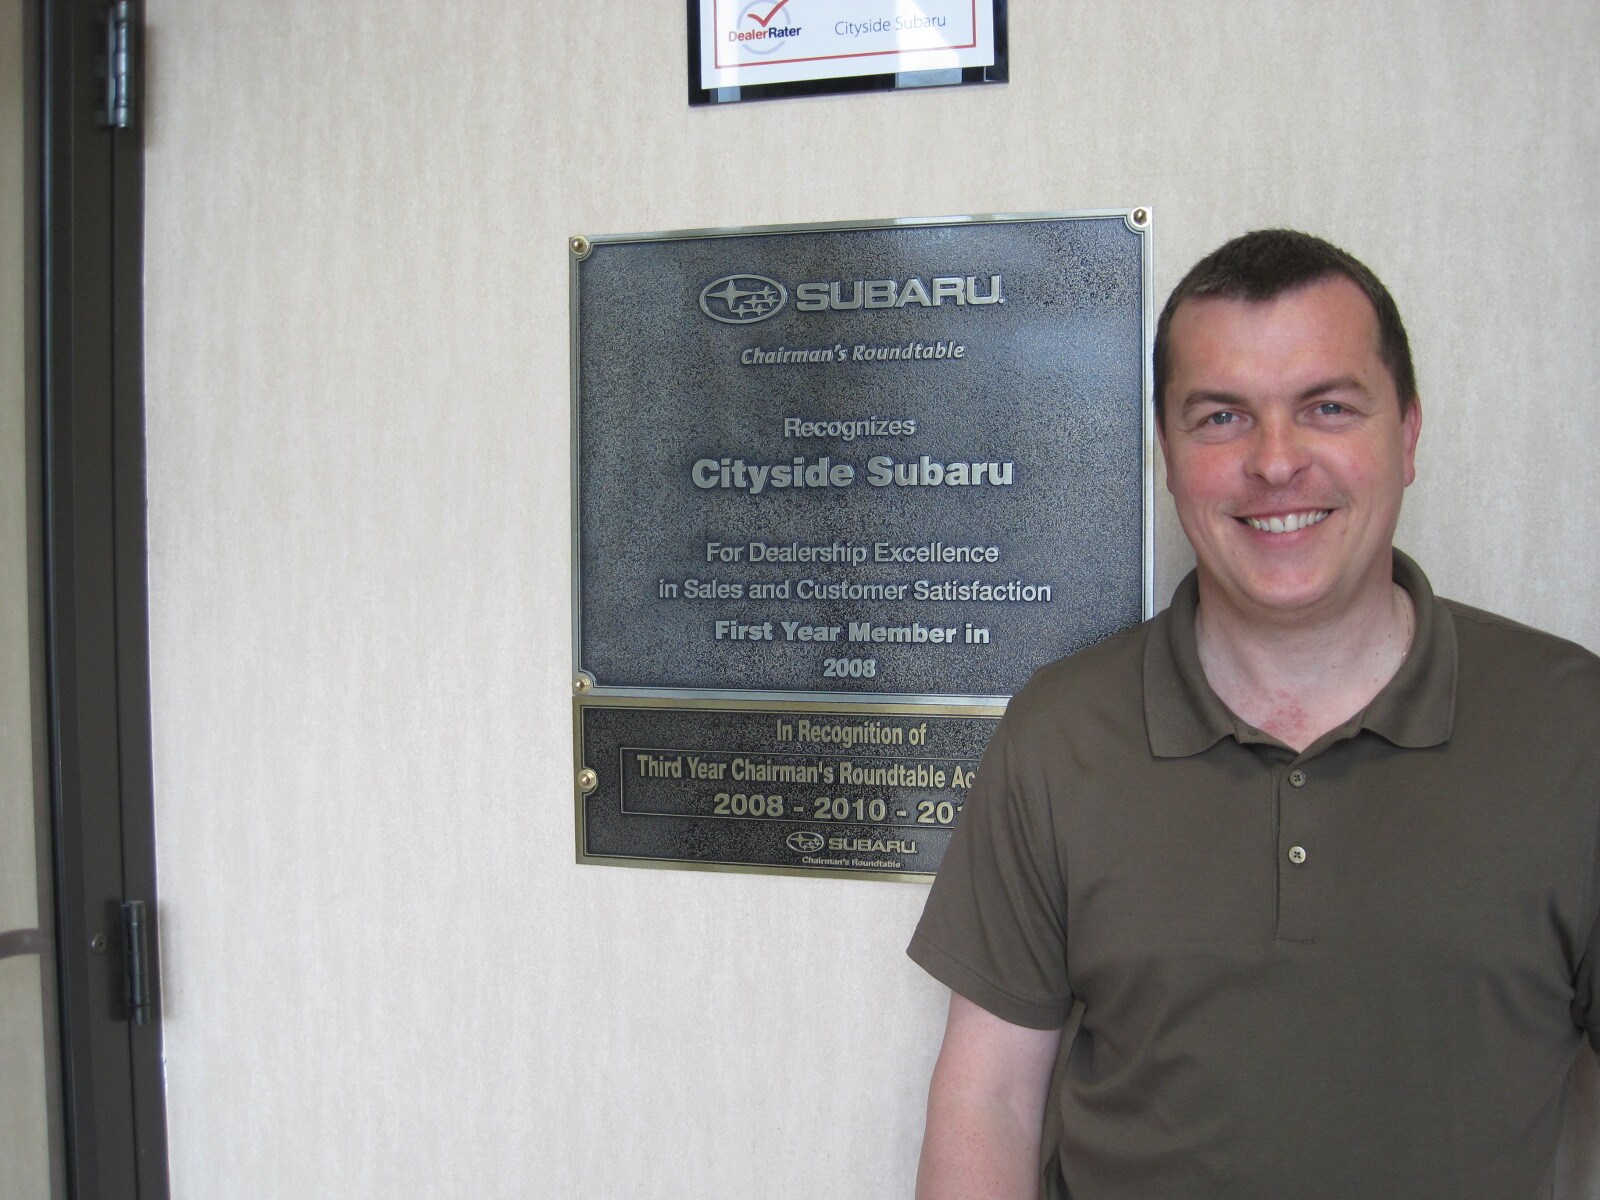 DealerRater Cityside Subaru
SUBARU.
Chairman's Roundtable
Recognizes
Cityside Subaru
For Dealership Excellence
in Sales and Customer Satisfaction
First Year Member in
2008
In Recognition of
Third Year Chairman's Roundtable
2008 - 2010 -
SUBARU.
Chairman's Roundtable